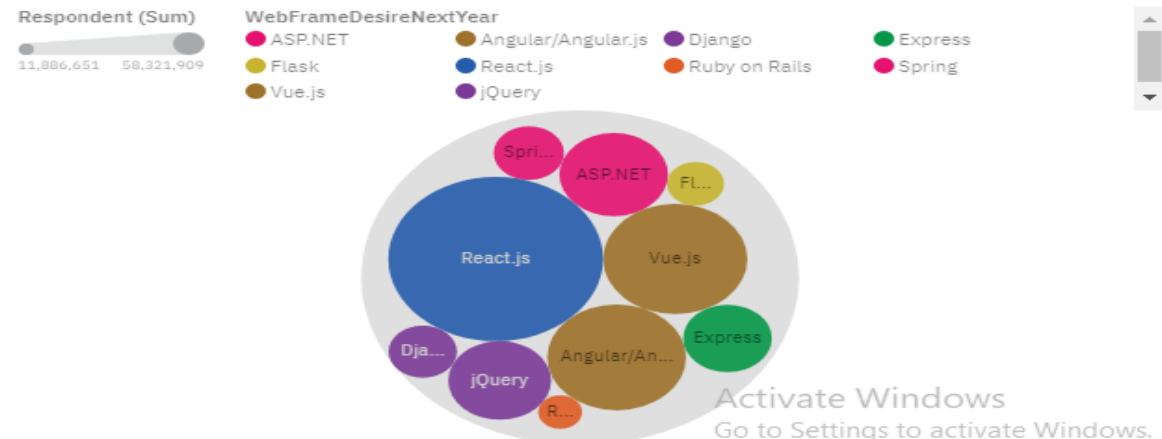 Respondent (Sum)
11,886,651 58,321,909
WebFrameDesireNextYear
ASP.NET Angular/Angular.js Django Express
Flask React.js Ruby on Rails Spring
Vue.js jQuery
Spri...
ASP.NET
Fl...
React.js
Vue.js
Express
Dja...
Angular/An...
jQuery
R...
Activate Windows
Go to Settings to activate Windows.